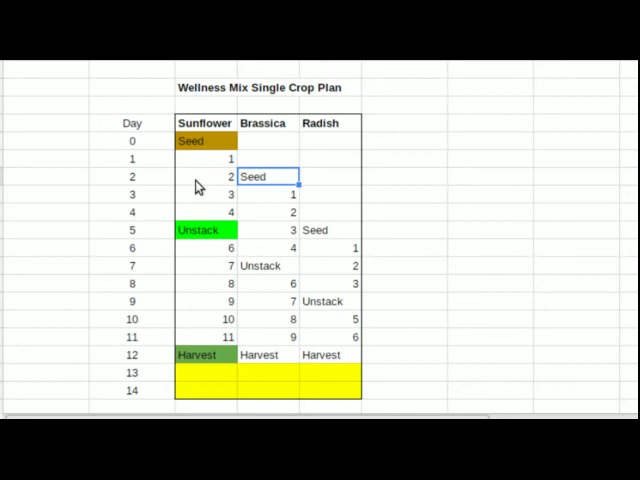 Wellness Mix Single Crop Plan
Day Sunflower Brassica Radish
0 Seed
1 1
2 2 Seed
3 3 1
4 4 2
5 Unstack 3 Seed
6 6 4 1
7 7 Unstack 2
8 8 6 3
9 9 7 Unstack
10 10 8 5
11 11 9 6
12 Harvest Harvest Harvest
13
14